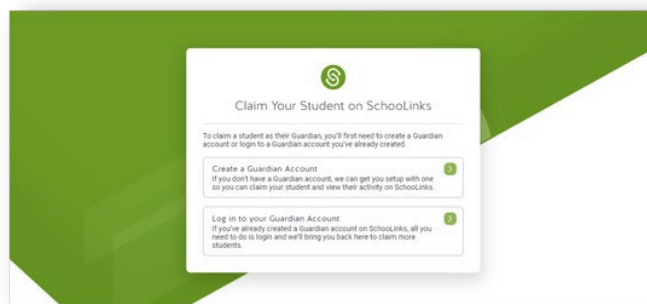 Claim Your Student on SchooLinks
To claim a student as their Guardian, you'll first need to create a Guardian
account or login to a Guardian account you've already created.
Create a Guardian Account
If you don't have a Guardian account, we can get you setup with one
so you can claim your student and view their activity on SchooLinks.
Log in to your Guardian Account
If you've already created a Guardian account on SchooLinks, all you
need to do is login and we'll bring you back here to claim more
students.